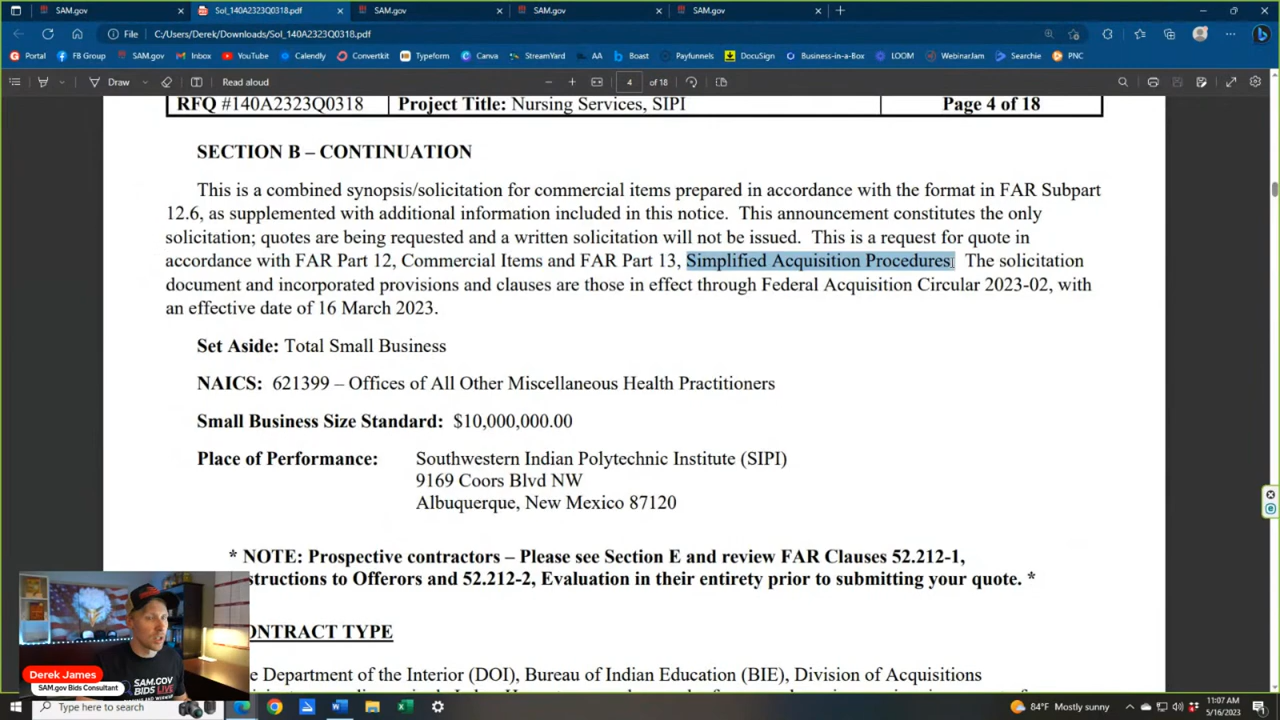 SAM.gov
Sol_140A2323Q0318.pdf
SAM.gov
SAM.gov
SAM.gov
File
C:/Users/Derek/Downloads/Sol_140A2323Q0318.pdf
Portal
FB Group
SAM.gov
Inbox
YouTube
Calendly
Convertkit
Typeform
Canva
StreamYard
AA
Boast
Payfunnels
DocuSign
Business-in-a-Box
LOOM
WebinarJam
Searchie
PNC
Draw
Read aloud
4 of 18
RFQ #140A2323Q0318 Project Title: Nursing Services, SIPI Page 4 of 18
SECTION B – CONTINUATION
This is a combined synopsis/solicitation for commercial items prepared in accordance with the format in FAR Subpart
12.6, as supplemented with additional information included in this notice. This announcement constitutes the only
solicitation; quotes are being requested and a written solicitation will not be issued. This is a request for quote in
accordance with FAR Part 12, Commercial Items and FAR Part 13, Simplified Acquisition Procedures. The solicitation
document and incorporated provisions and clauses are those in effect through Federal Acquisition Circular 2023-02, with
an effective date of 16 March 2023.
Set Aside: Total Small Business
NAICS: 621399 – Offices of All Other Miscellaneous Health Practitioners
Small Business Size Standard: $10,000,000.00
Place of Performance: Southwestern Indian Polytechnic Institute (SIPI)
9169 Coors Blvd NW
Albuquerque, New Mexico 87120
* NOTE: Prospective contractors – Please see Section E and review FAR Clauses 52.212-1,
structions to Offerors and 52.212-2, Evaluation in their entirety prior to submitting your quote. *
ONTRACT TYPE
e Department of the Interior (DOI), Bureau of Indian Education (BIE), Division of Acquisitions
Derek James
SAM.gov Bids Consultant
SAM.GOV
BIDS LIVE
Type here to search
84°F Mostly sunny
11:07 AM
5/16/2023